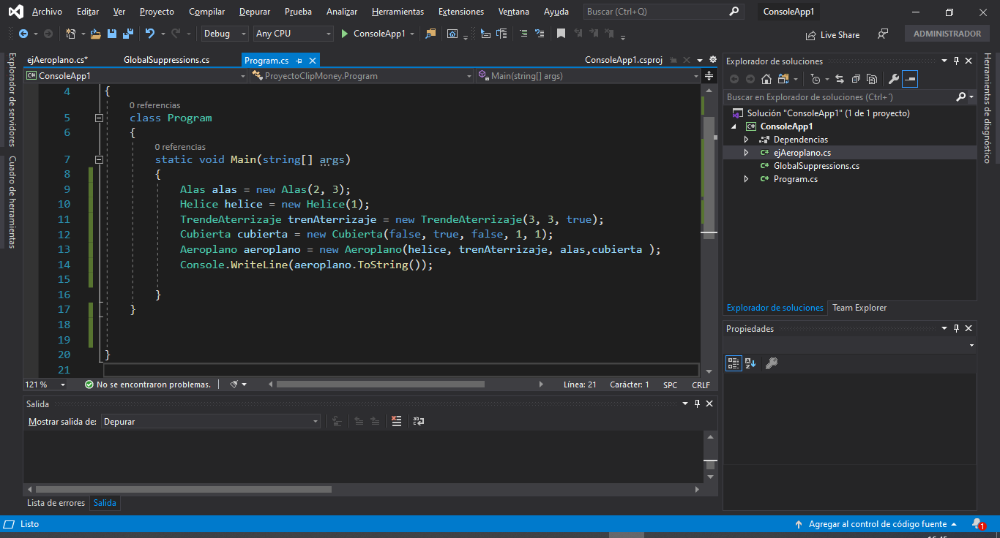 Archivo Editar Ver Proyecto Compilar Depurar Prueba Analizar Herramientas Extensiones Ventana Ayuda Buscar (Ctrl+Q) ConsoleApp1
Debug Any CPU ConsoleApp1 Live Share ADMINISTRADOR
Explorador de servidores
Cuadro de herramientas
ejAeroplano.cs* GlobalSuppressions.cs Program.cs ConsoleApp1.csproj
ConsoleApp1 ProyectoClipMoney.Program Main(string[] args)
4 {
0 referencias
5 class Program
6 {
0 referencias
7 static void Main(string[] args)
8 {
9 Alas alas = new Alas(2, 3);
10 Helice helice = new Helice(1);
11 TrendeAterrizaje trenAterrizaje = new TrendeAterrizaje(3, 3, true);
12 Cubierta cubierta = new Cubierta(false, true, false, 1, 1);
13 Aeroplano aeroplano = new Aeroplano(helice, trenAterrizaje, alas,cubierta );
14 Console.WriteLine(aeroplano.ToString());
15
16 }
17 }
18
19
20 }
21
121 % No se encontraron problemas. Línea: 21 Carácter: 1 SPC CRLF
Salida
Mostrar salida de: Depurar
Lista de errores Salida
Explorador de soluciones
Buscar en Explorador de soluciones (Ctrl+´)
Solución "ConsoleApp1" (1 de 1 proyecto)
C# ConsoleApp1
Dependencias
C# ejAeroplano.cs
C# GlobalSuppressions.cs
C# Program.cs
Explorador de soluciones Team Explorer
Propiedades
Herramientas de diagnóstico
Listo Agregar al control de código fuente 1